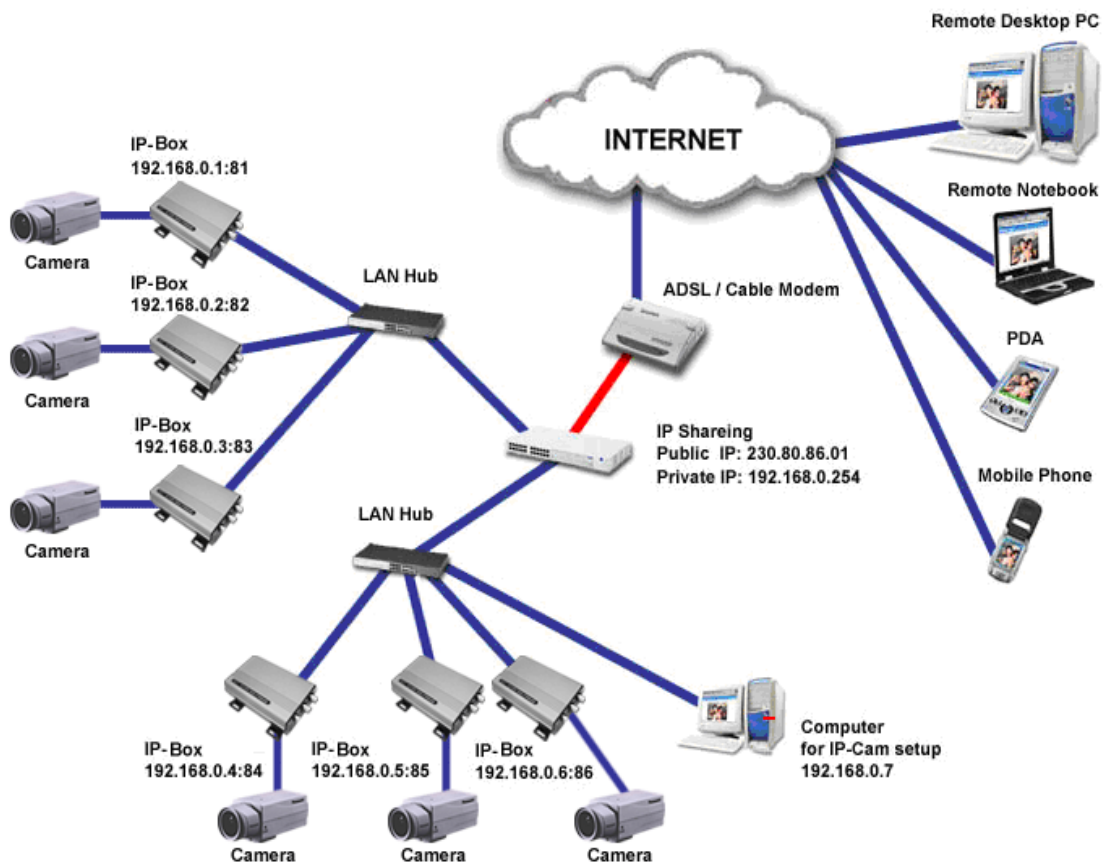 Remote Desktop PC
INTERNET
IP-Box
192.168.0.1:81
Camera
Remote Notebook
LAN Hub
IP-Box
192.168.0.2:82
ADSL / Cable Modem
Camera
PDA
IP-Box
192.168.0.3:83
IP Shareing
Public IP: 230.80.86.01
Private IP: 192.168.0.254
Mobile Phone
Camera
LAN Hub
IP-Box
192.168.0.4:84
IP-Box
192.168.0.5:85
IP-Box
192.168.0.6:86
Computer
for IP-Cam setup
192.168.0.7
Camera
Camera
Camera